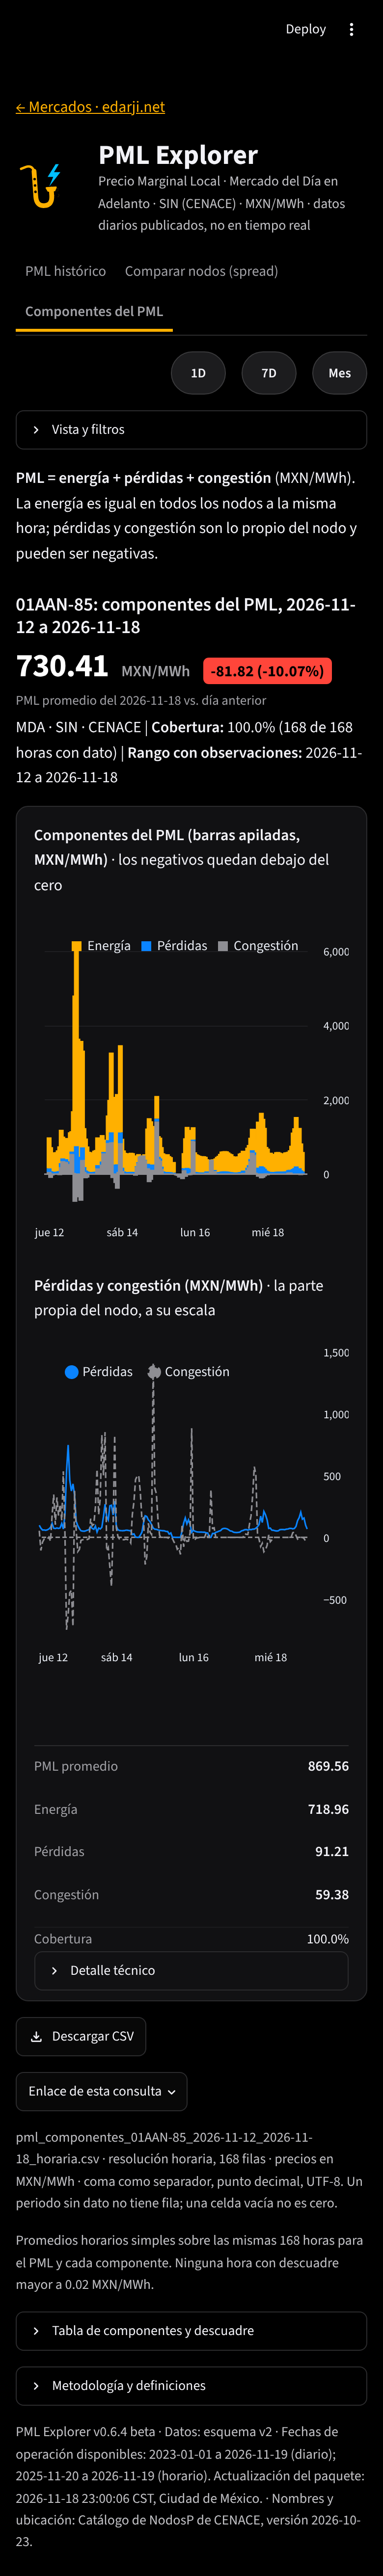 Deploy
← Mercados · edarji.net
PML Explorer
Precio Marginal Local · Mercado del Día en
Adelanto · SIN (CENACE) · MXN/MWh · datos
diarios publicados, no en tiempo real
PML histórico Comparar nodos (spread)
Componentes del PML
1D 7D Mes
Vista y filtros
PML = energía + pérdidas + congestión (MXN/MWh).
La energía es igual en todos los nodos a la misma
hora; pérdidas y congestión son lo propio del nodo y
pueden ser negativas.
01AAN-85: componentes del PML, 2026-11-
12 a 2026-11-18
730.41 MXN/MWh -81.82 (-10.07%)
PML promedio del 2026-11-18 vs. día anterior
MDA · SIN · CENACE | Cobertura: 100.0% (168 de 168
horas con dato) | Rango con observaciones: 2026-11-
12 a 2026-11-18
Componentes del PML (barras apiladas,
MXN/MWh) · los negativos quedan debajo del
cero
Energía Pérdidas Congestión
6,000
4,000
2,000
0
jue 12 sáb 14 lun 16 mié 18
Pérdidas y congestión (MXN/MWh) · la parte
propia del nodo, a su escala
1,500
Pérdidas Congestión
1,000
500
0
−500
jue 12 sáb 14 lun 16 mié 18
PML promedio 869.56
Energía 718.96
Pérdidas 91.21
Congestión 59.38
Cobertura 100.0%
Detalle técnico
Descargar CSV
Enlace de esta consulta
pml_componentes_01AAN-85_2026-11-12_2026-11-
18_horaria.csv · resolución horaria, 168 filas · precios en
MXN/MWh · coma como separador, punto decimal, UTF-8. Un
periodo sin dato no tiene fila; una celda vacía no es cero.
Promedios horarios simples sobre las mismas 168 horas para
el PML y cada componente. Ninguna hora con descuadre
mayor a 0.02 MXN/MWh.
Tabla de componentes y descuadre
Metodología y definiciones
PML Explorer v0.6.4 beta · Datos: esquema v2 · Fechas de
operación disponibles: 2023-01-01 a 2026-11-19 (diario);
2025-11-20 a 2026-11-19 (horario). Actualización del paquete:
2026-11-18 23:00:06 CST, Ciudad de México. · Nombres y
ubicación: Catálogo de NodosP de CENACE, versión 2026-10-
23.